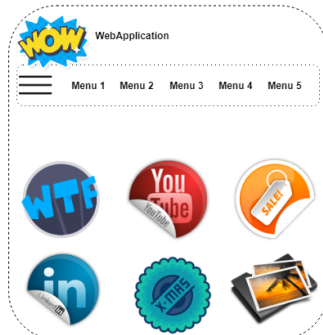 WOW
WebApplication
Menu 1 Menu 2 Menu 3 Menu 4 Menu 5
WTF
You
Tube
YouTube
SALE!
in
LinkedIn
X-MAS